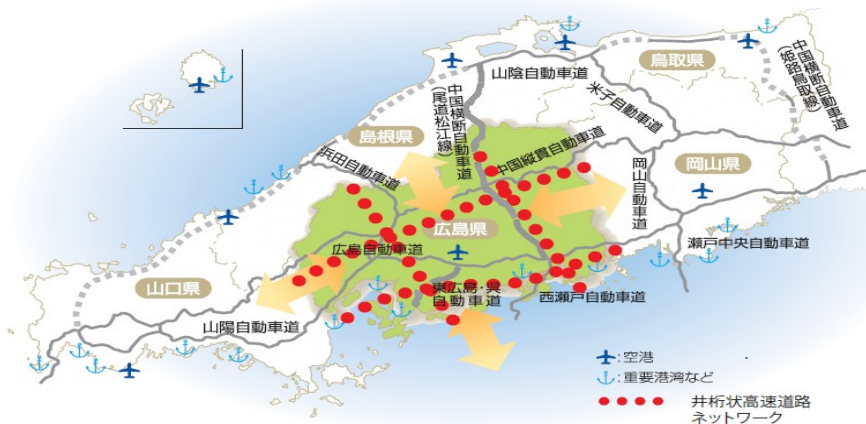 鳥取県
中国横断自動車道
(姫路鳥取線)
山陰自動車道
米子自動車道
中国横断自動車道
(尾道松江線)
島根県
浜田自動車道
中国縦貫自動車道
岡山自動車道
岡山県
広島県
広島自動車道
瀬戸中央自動車道
山口県
東広島・呉
自動車道
西瀬戸自動車道
山陽自動車道
:空港
:重要港湾など
井桁状高速道路
ネットワーク